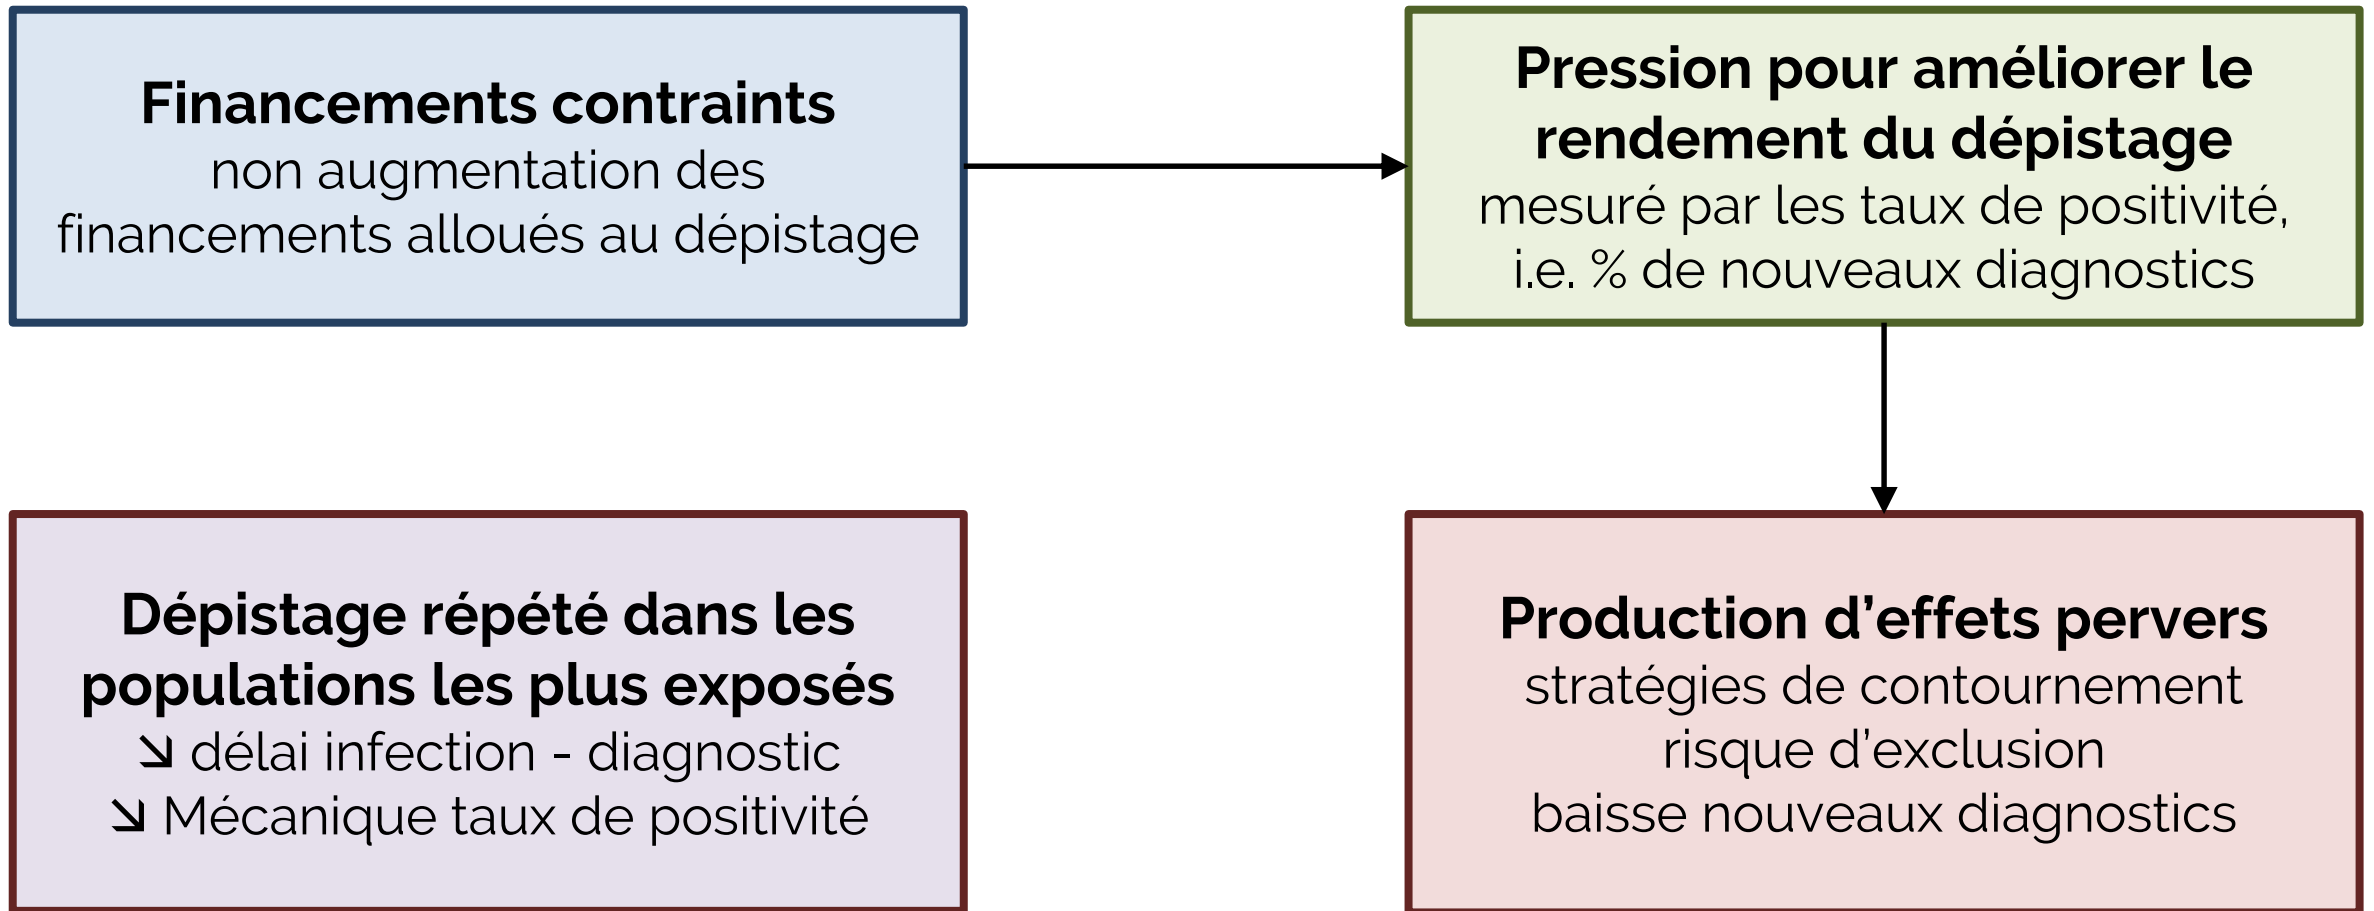 Financements contraints
non augmentation des
financements alloués au dépistage
Pression pour améliorer le
rendement du dépistage
mesuré par les taux de positivité,
i.e. % de nouveaux diagnostics
Dépistage répété dans les
populations les plus exposés
↘ délai infection - diagnostic
↘ Mécanique taux de positivité
Production d’effets pervers
stratégies de contournement
risque d’exclusion
baisse nouveaux diagnostics